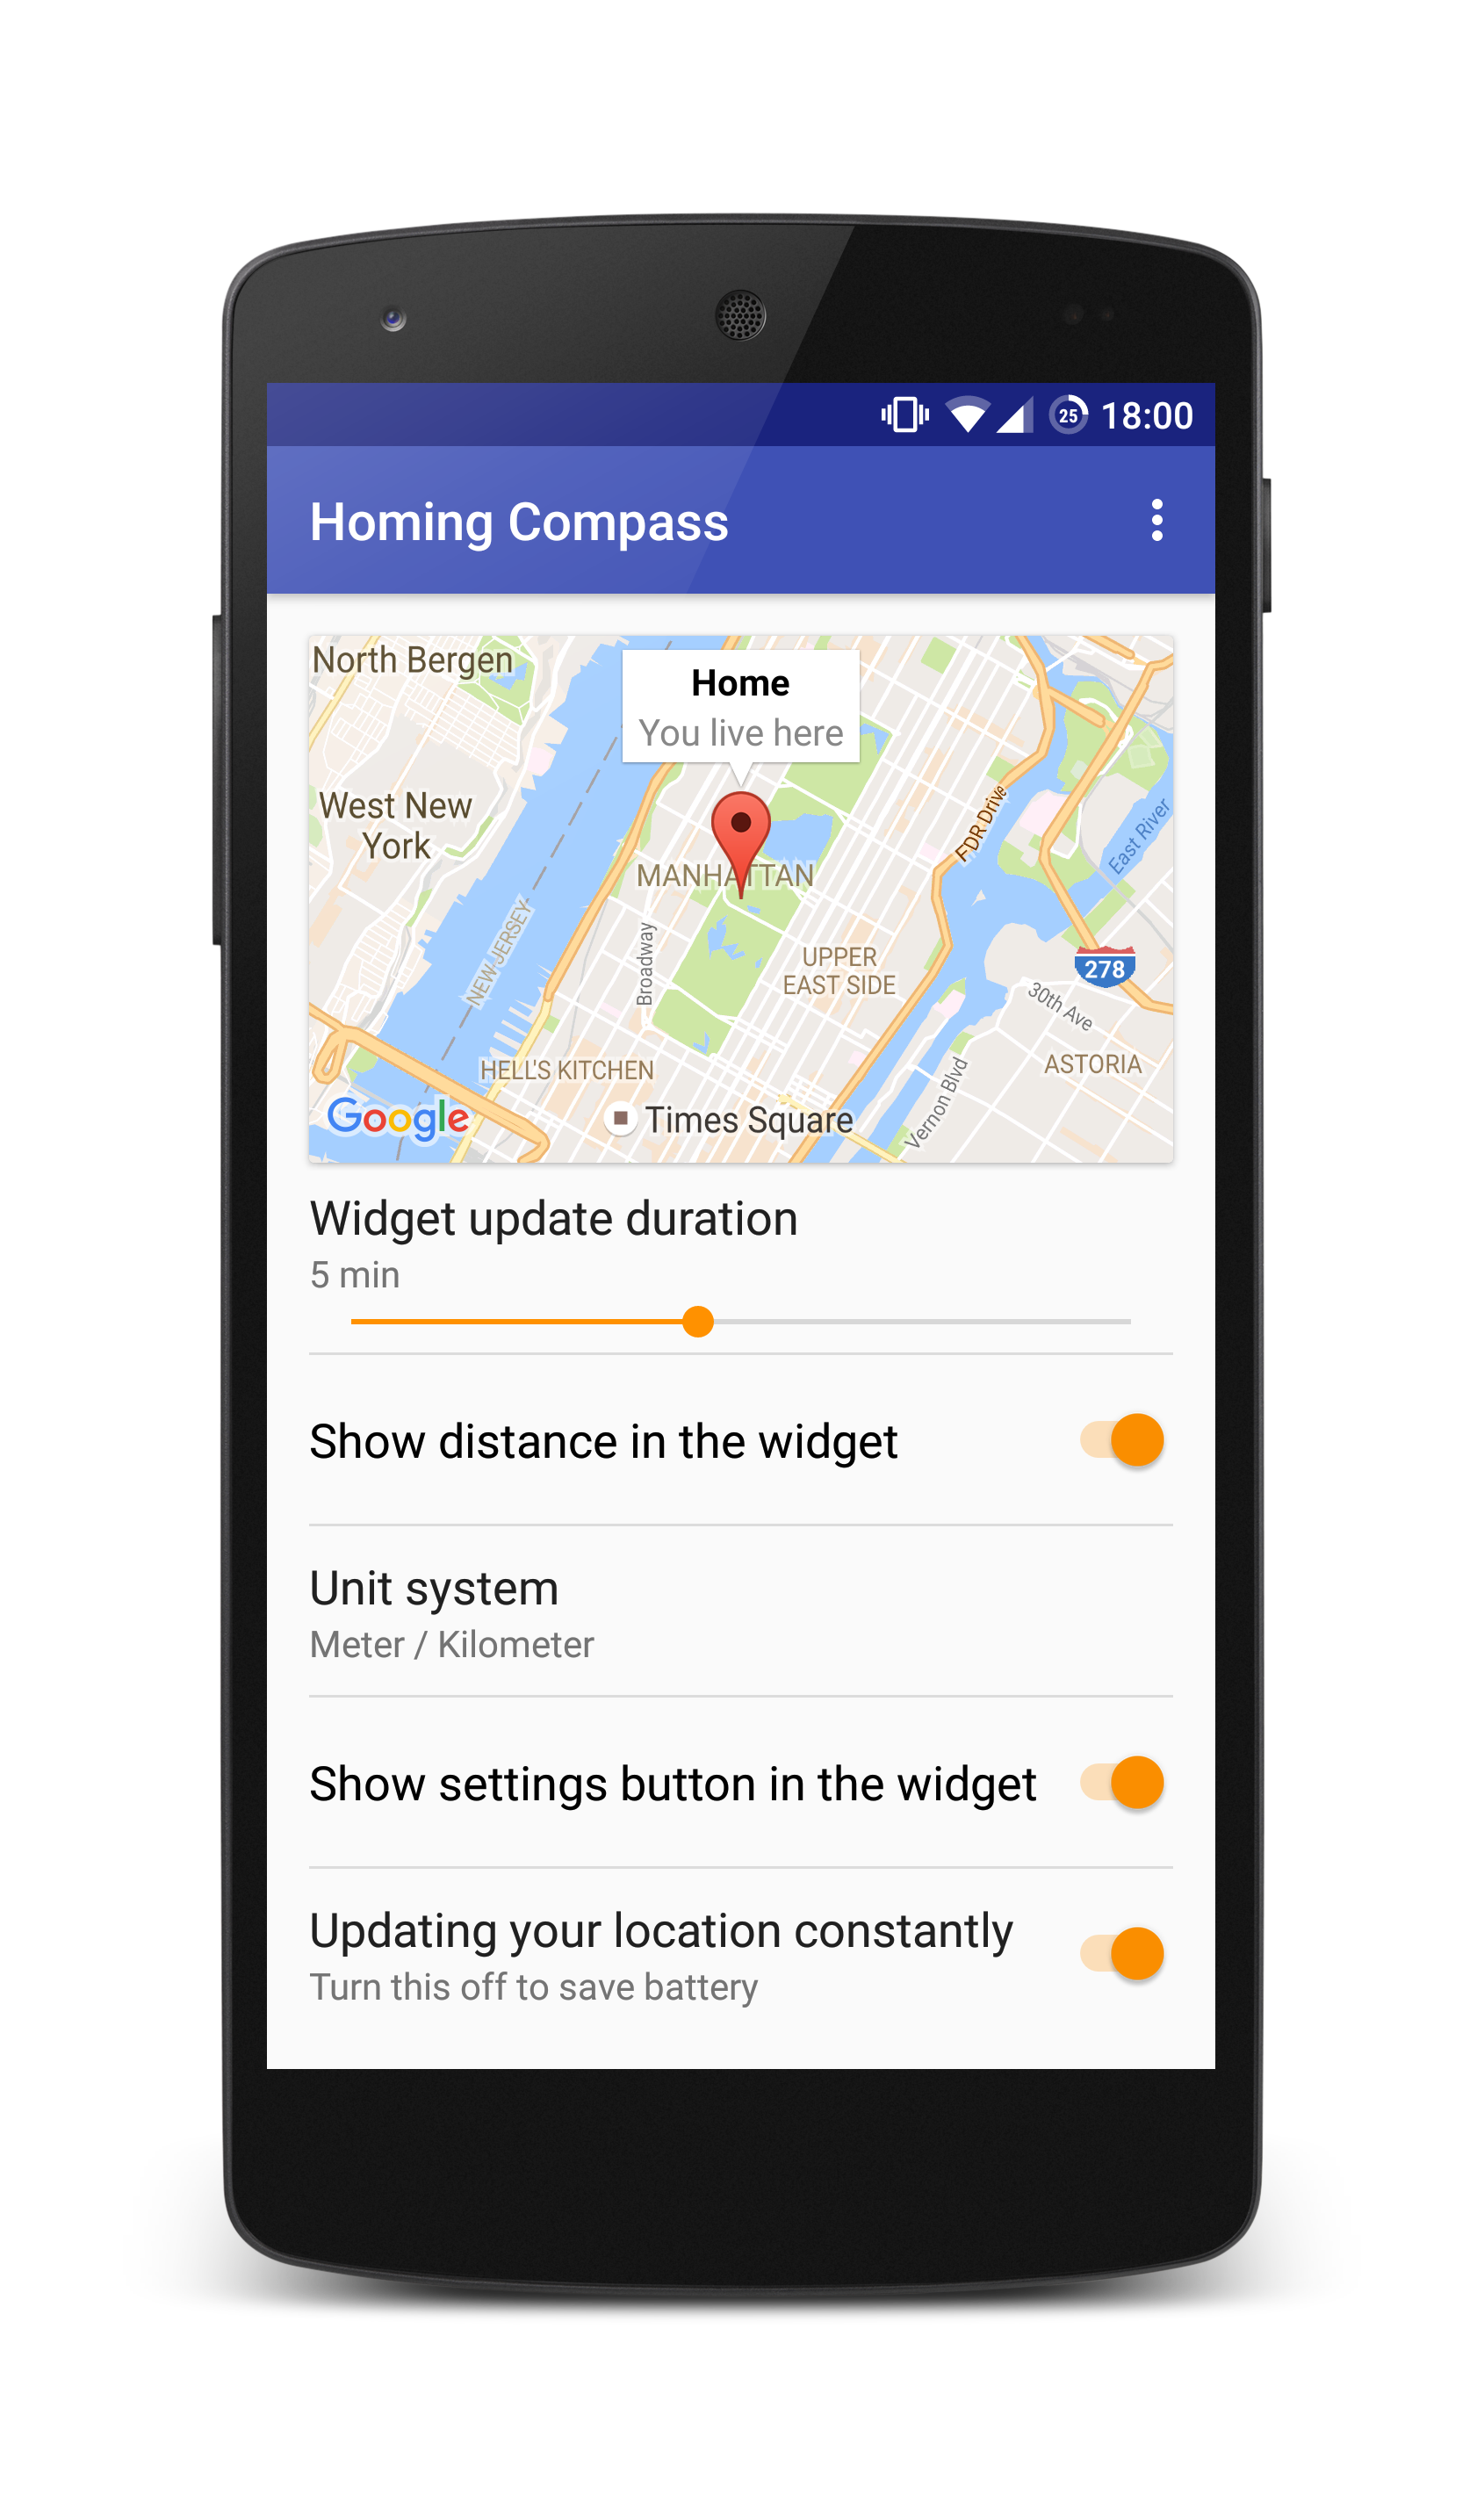 25 18:00
Homing Compass
North Bergen
Home
You live here
West New
York
FDR Drive
East River
MANHATTAN
NEW JERSEY
Broadway
UPPER
EAST SIDE
278
30th Ave
HELL'S KITCHEN
ASTORIA
Google
Times Square
Vernon Blvd
Widget update duration
5 min
Show distance in the widget
Unit system
Meter / Kilometer
Show settings button in the widget
Updating your location constantly
Turn this off to save battery